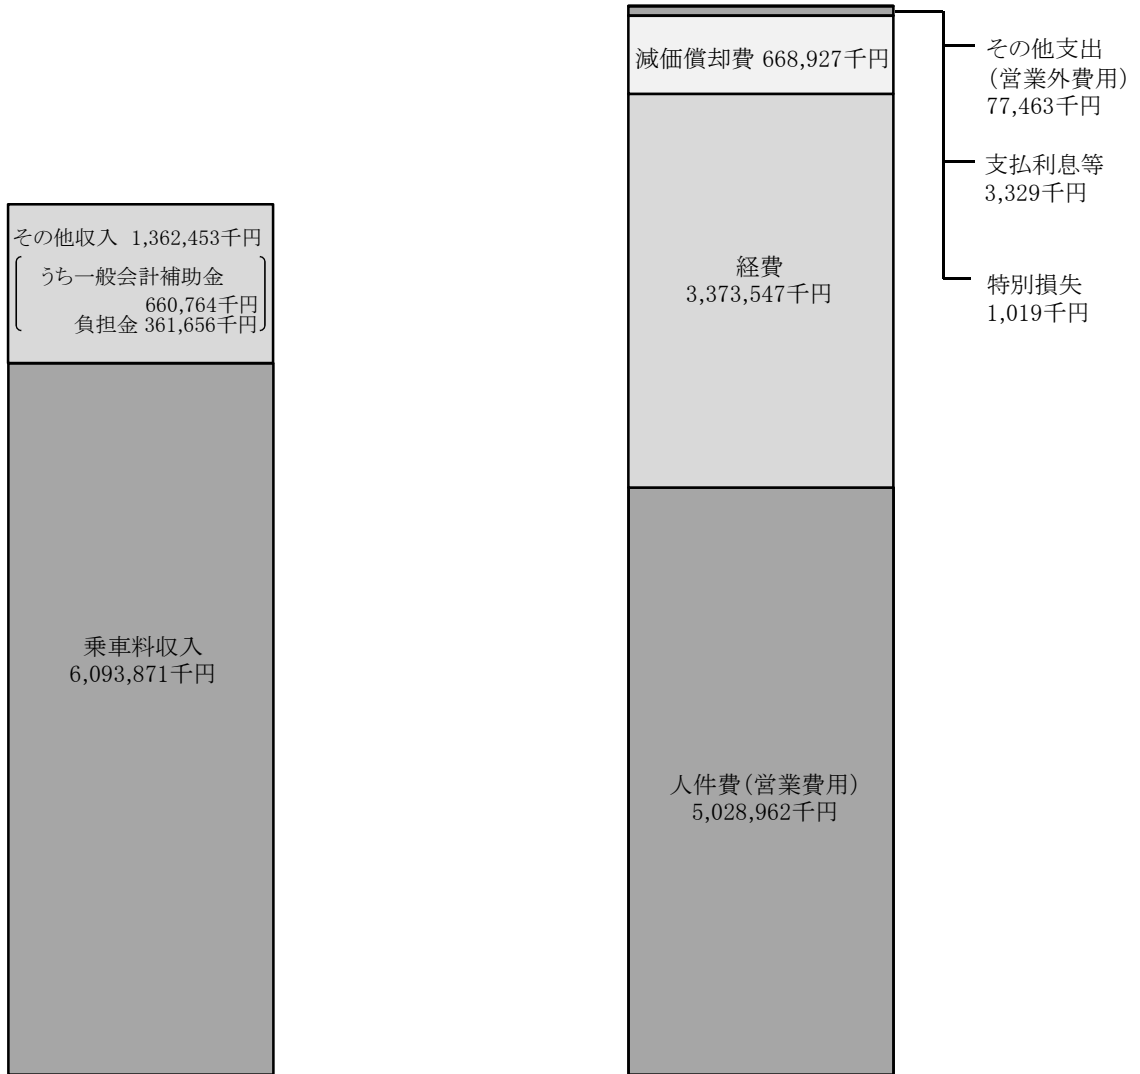 その他収入 1,362,453千円
うち一般会計補助金
660,764千円
負担金 361,656千円
乗車料収入
6,093,871千円
減価償却費 668,927千円
経費
3,373,547千円
人件費(営業費用)
5,028,962千円
その他支出
(営業外費用)
77,463千円
支払利息等
3,329千円
特別損失
1,019千円